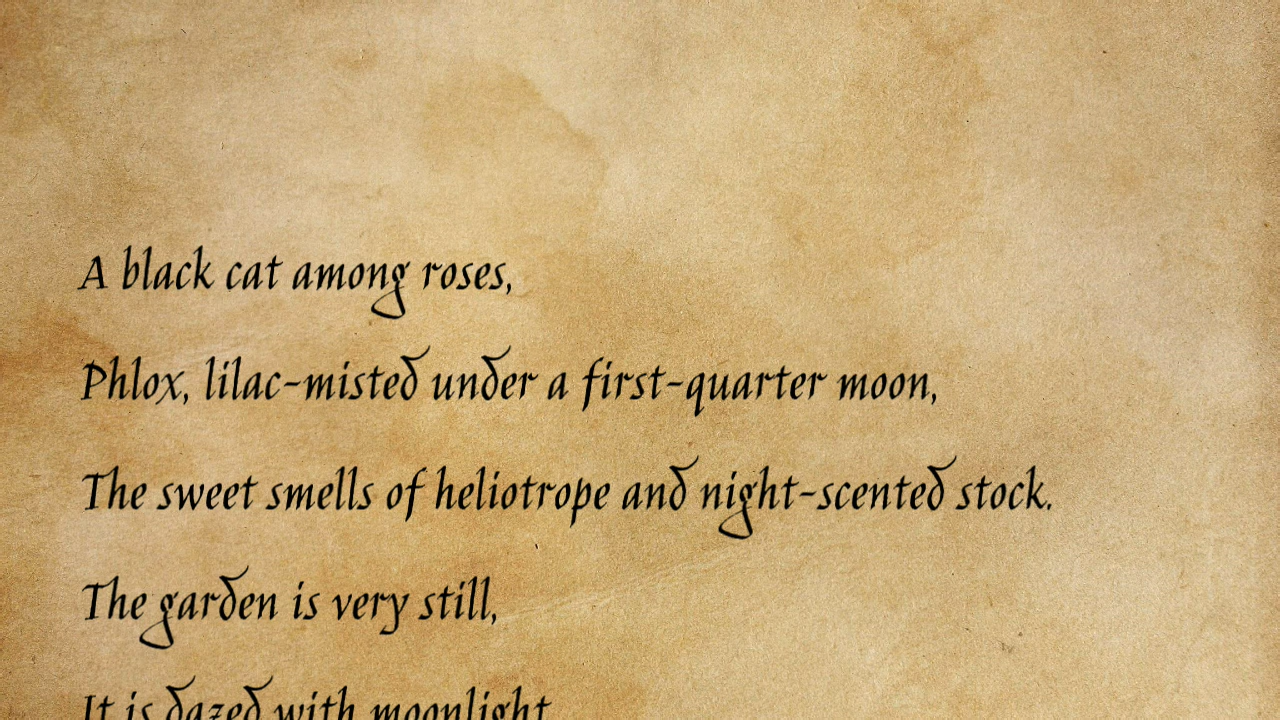 A black cat among roses,
Phlox, lilac-misted under a first-quarter moon,
The sweet smells of heliotrope and night-scented stock.
The garden is very still,
It is dazed with moonlight